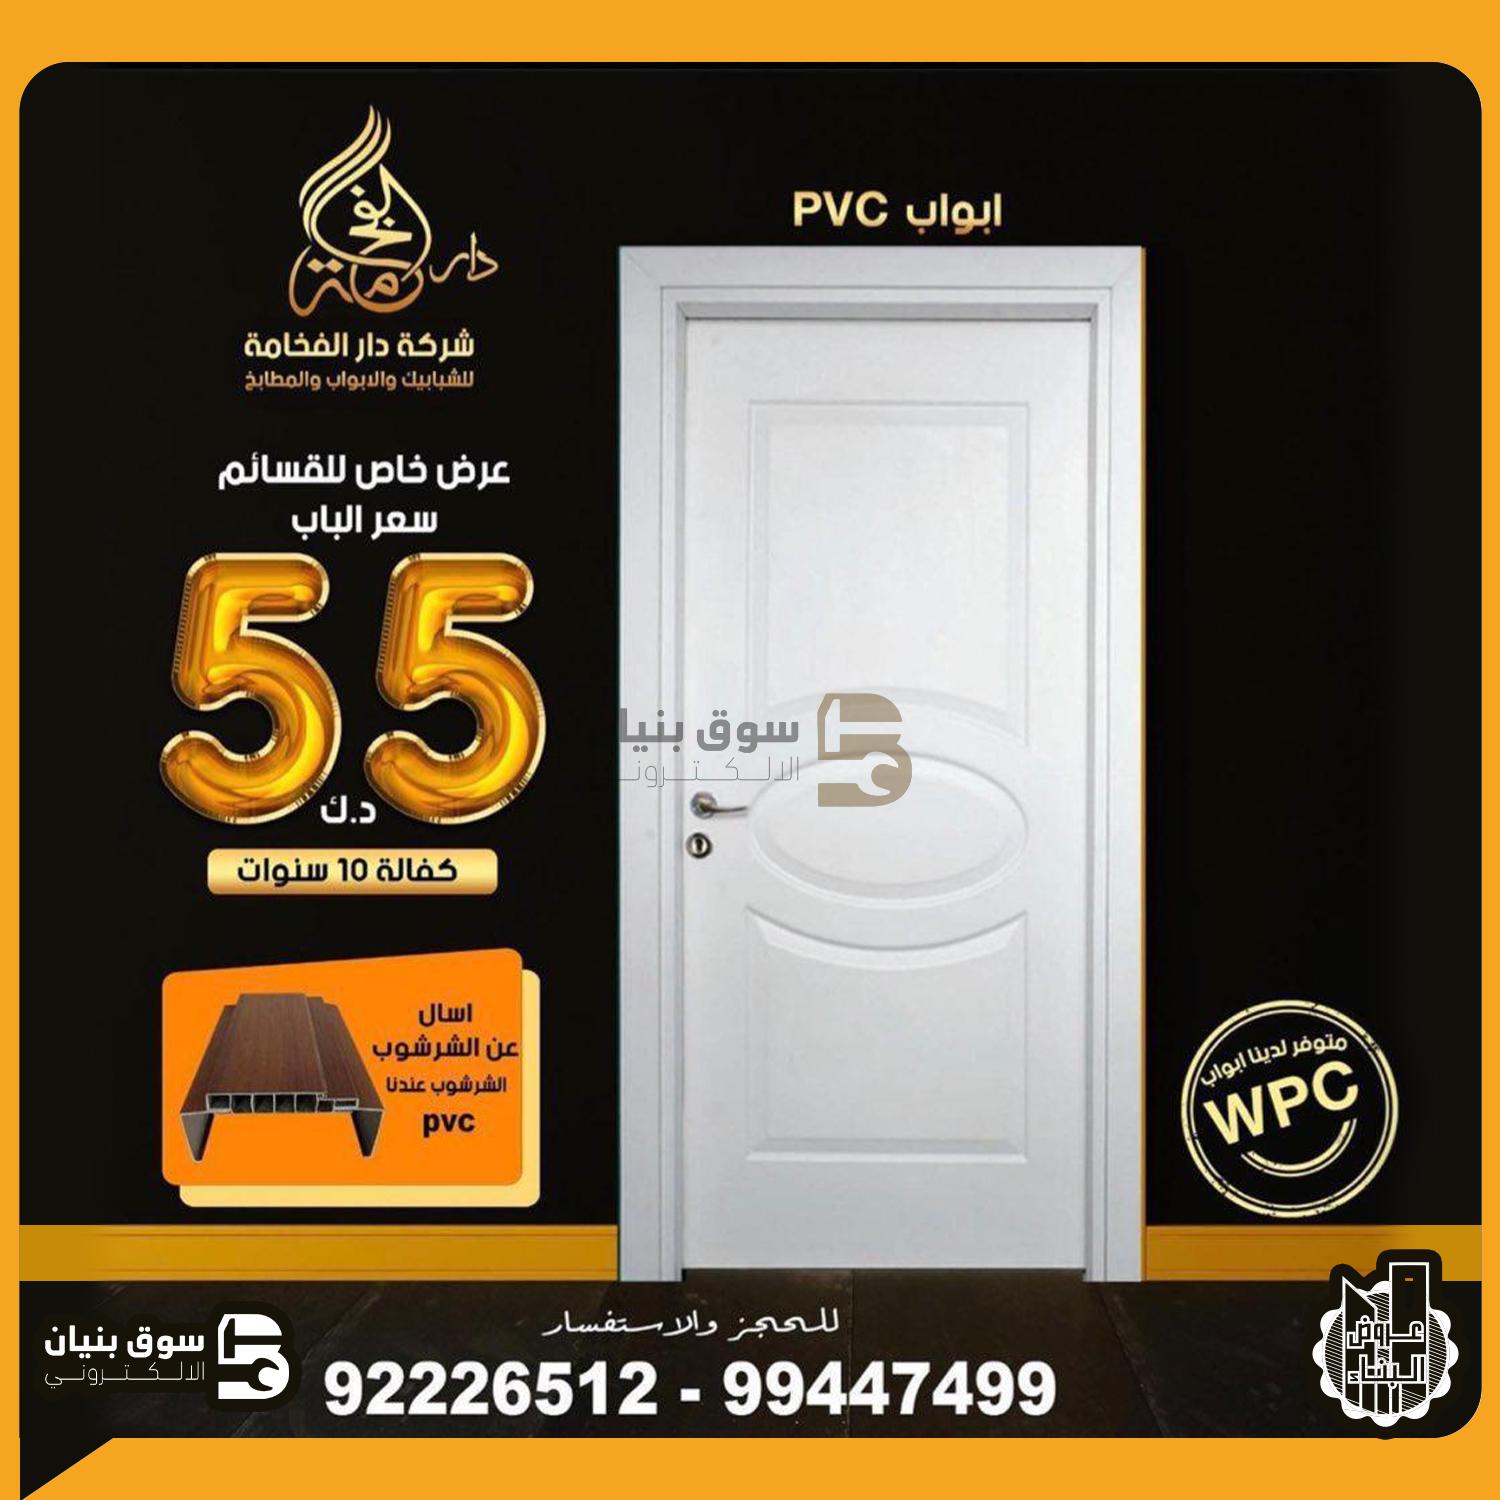 دار الفخامة
شركة دار الفخامة
للشبابيك والابواب والمطابخ
ابواب PVC
عرض خاص للقسائم
سعر الباب
55
د.ك
كفالة 10 سنوات
اسال
عن الشرشوب
الشرشوب عندنا
pvc
سوق بنيا
الالكترونـ
متوفر لدينا ابواب
WPC
للحجز والاستفسار
92226512 - 99447499
سوق بنيان
الالكتروني
عروض
البناء